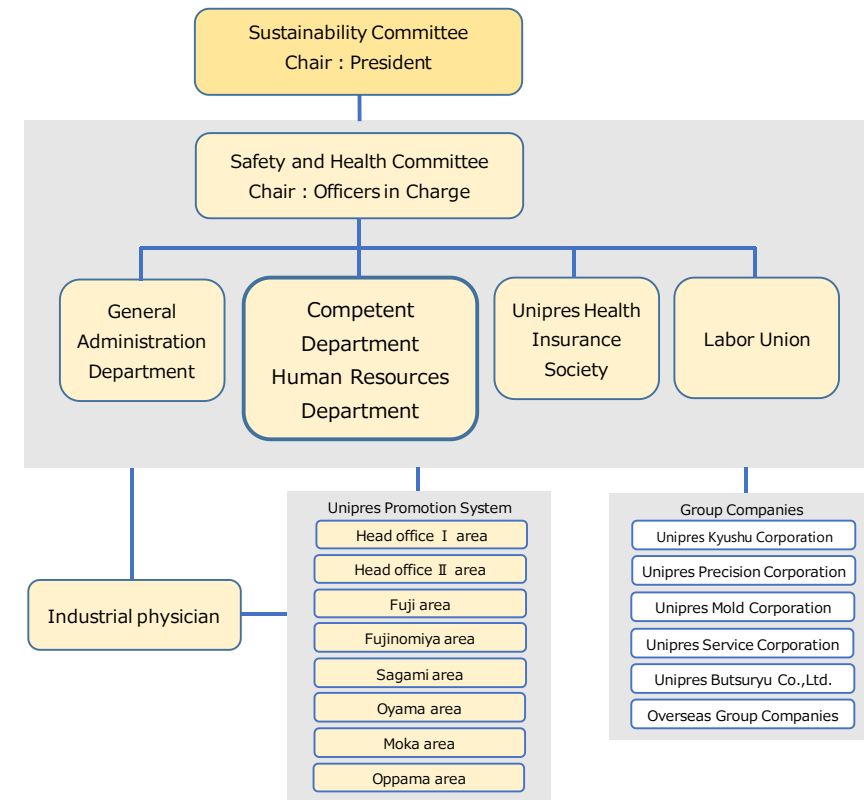 Sustainability Committee
Chair : President
Safety and Health Committee
Chair : Officers in Charge
General
Administration
Department
Competent
Department
Human Resources
Department
Unipres Health
Insurance
Society
Labor Union
Industrial physician
Unipres Promotion System
Head office Ⅰ area
Head office Ⅱ area
Fuji area
Fujinomiya area
Sagami area
Oyama area
Moka area
Oppama area
Group Companies
Unipres Kyushu Corporation
Unipres Precision Corporation
Unipres Mold Corporation
Unipres Service Corporation
Unipres Butsuryu Co.,Ltd.
Overseas Group Companies